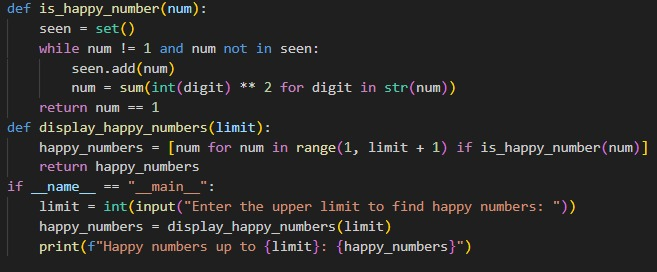 def is_happy_number(num):
    seen = set()
    while num != 1 and num not in seen:
        seen.add(num)
        num = sum(int(digit) ** 2 for digit in str(num))
    return num == 1
def display_happy_numbers(limit):
    happy_numbers = [num for num in range(1, limit + 1) if is_happy_number(num)]
    return happy_numbers
if __name__ == "__main__":
    limit = int(input("Enter the upper limit to find happy numbers: "))
    happy_numbers = display_happy_numbers(limit)
    print(f"Happy numbers up to {limit}: {happy_numbers}")